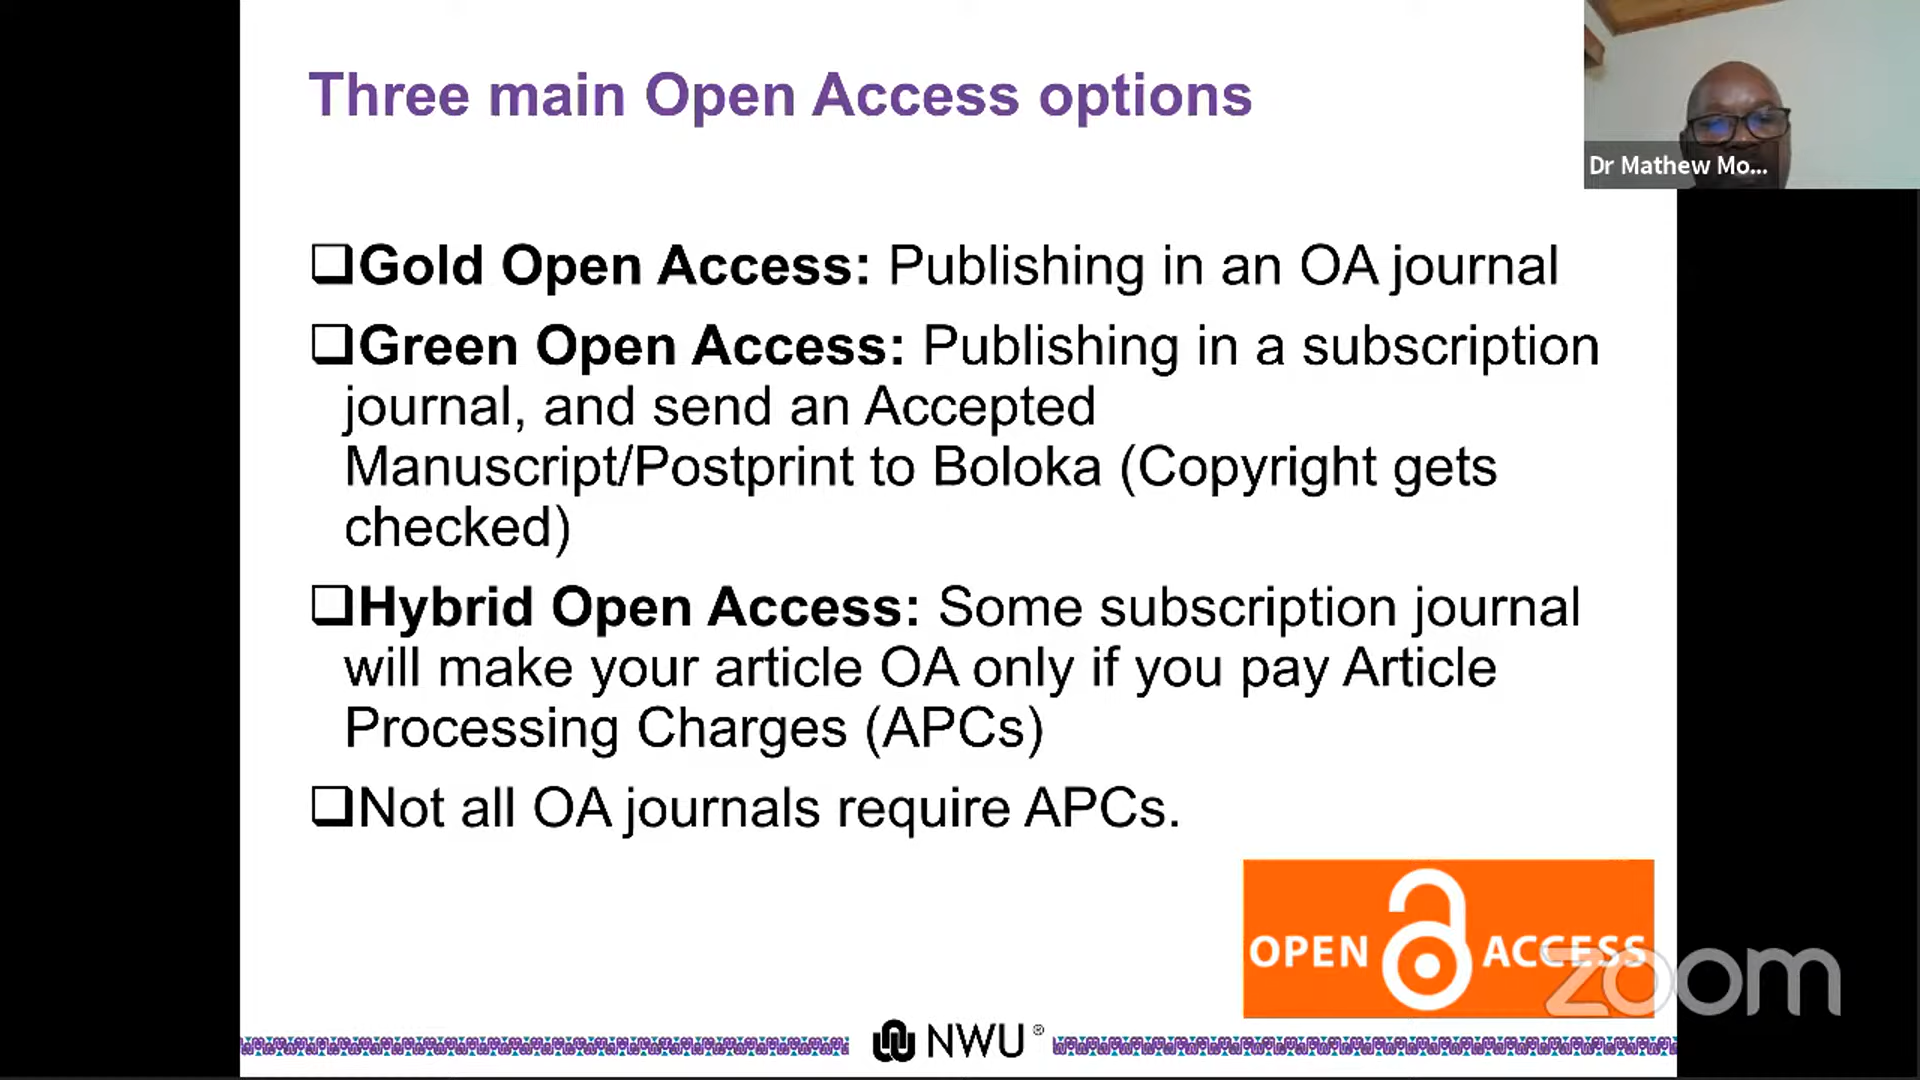 Three main Open Access options
Dr Mathew Mo...
❑Gold Open Access: Publishing in an OA journal
❑Green Open Access: Publishing in a subscription
journal, and send an Accepted
Manuscript/Postprint to Boloka (Copyright gets
checked)
❑Hybrid Open Access: Some subscription journal
will make your article OA only if you pay Article
Processing Charges (APCs)
❑Not all OA journals require APCs.
OPEN ACCESS
zoom
NWU®